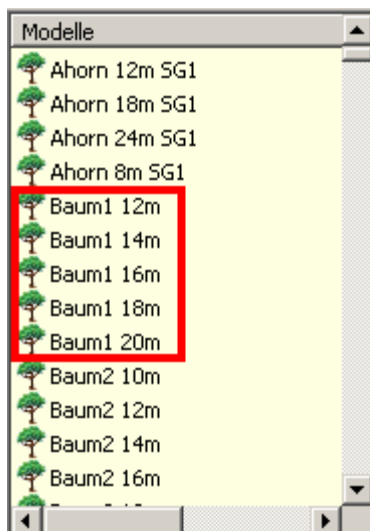 Modelle
Ahorn 12m SG1
Ahorn 18m SG1
Ahorn 24m SG1
Ahorn 8m SG1
Baum1 12m
Baum1 14m
Baum1 16m
Baum1 18m
Baum1 20m
Baum2 10m
Baum2 12m
Baum2 14m
Baum2 16m